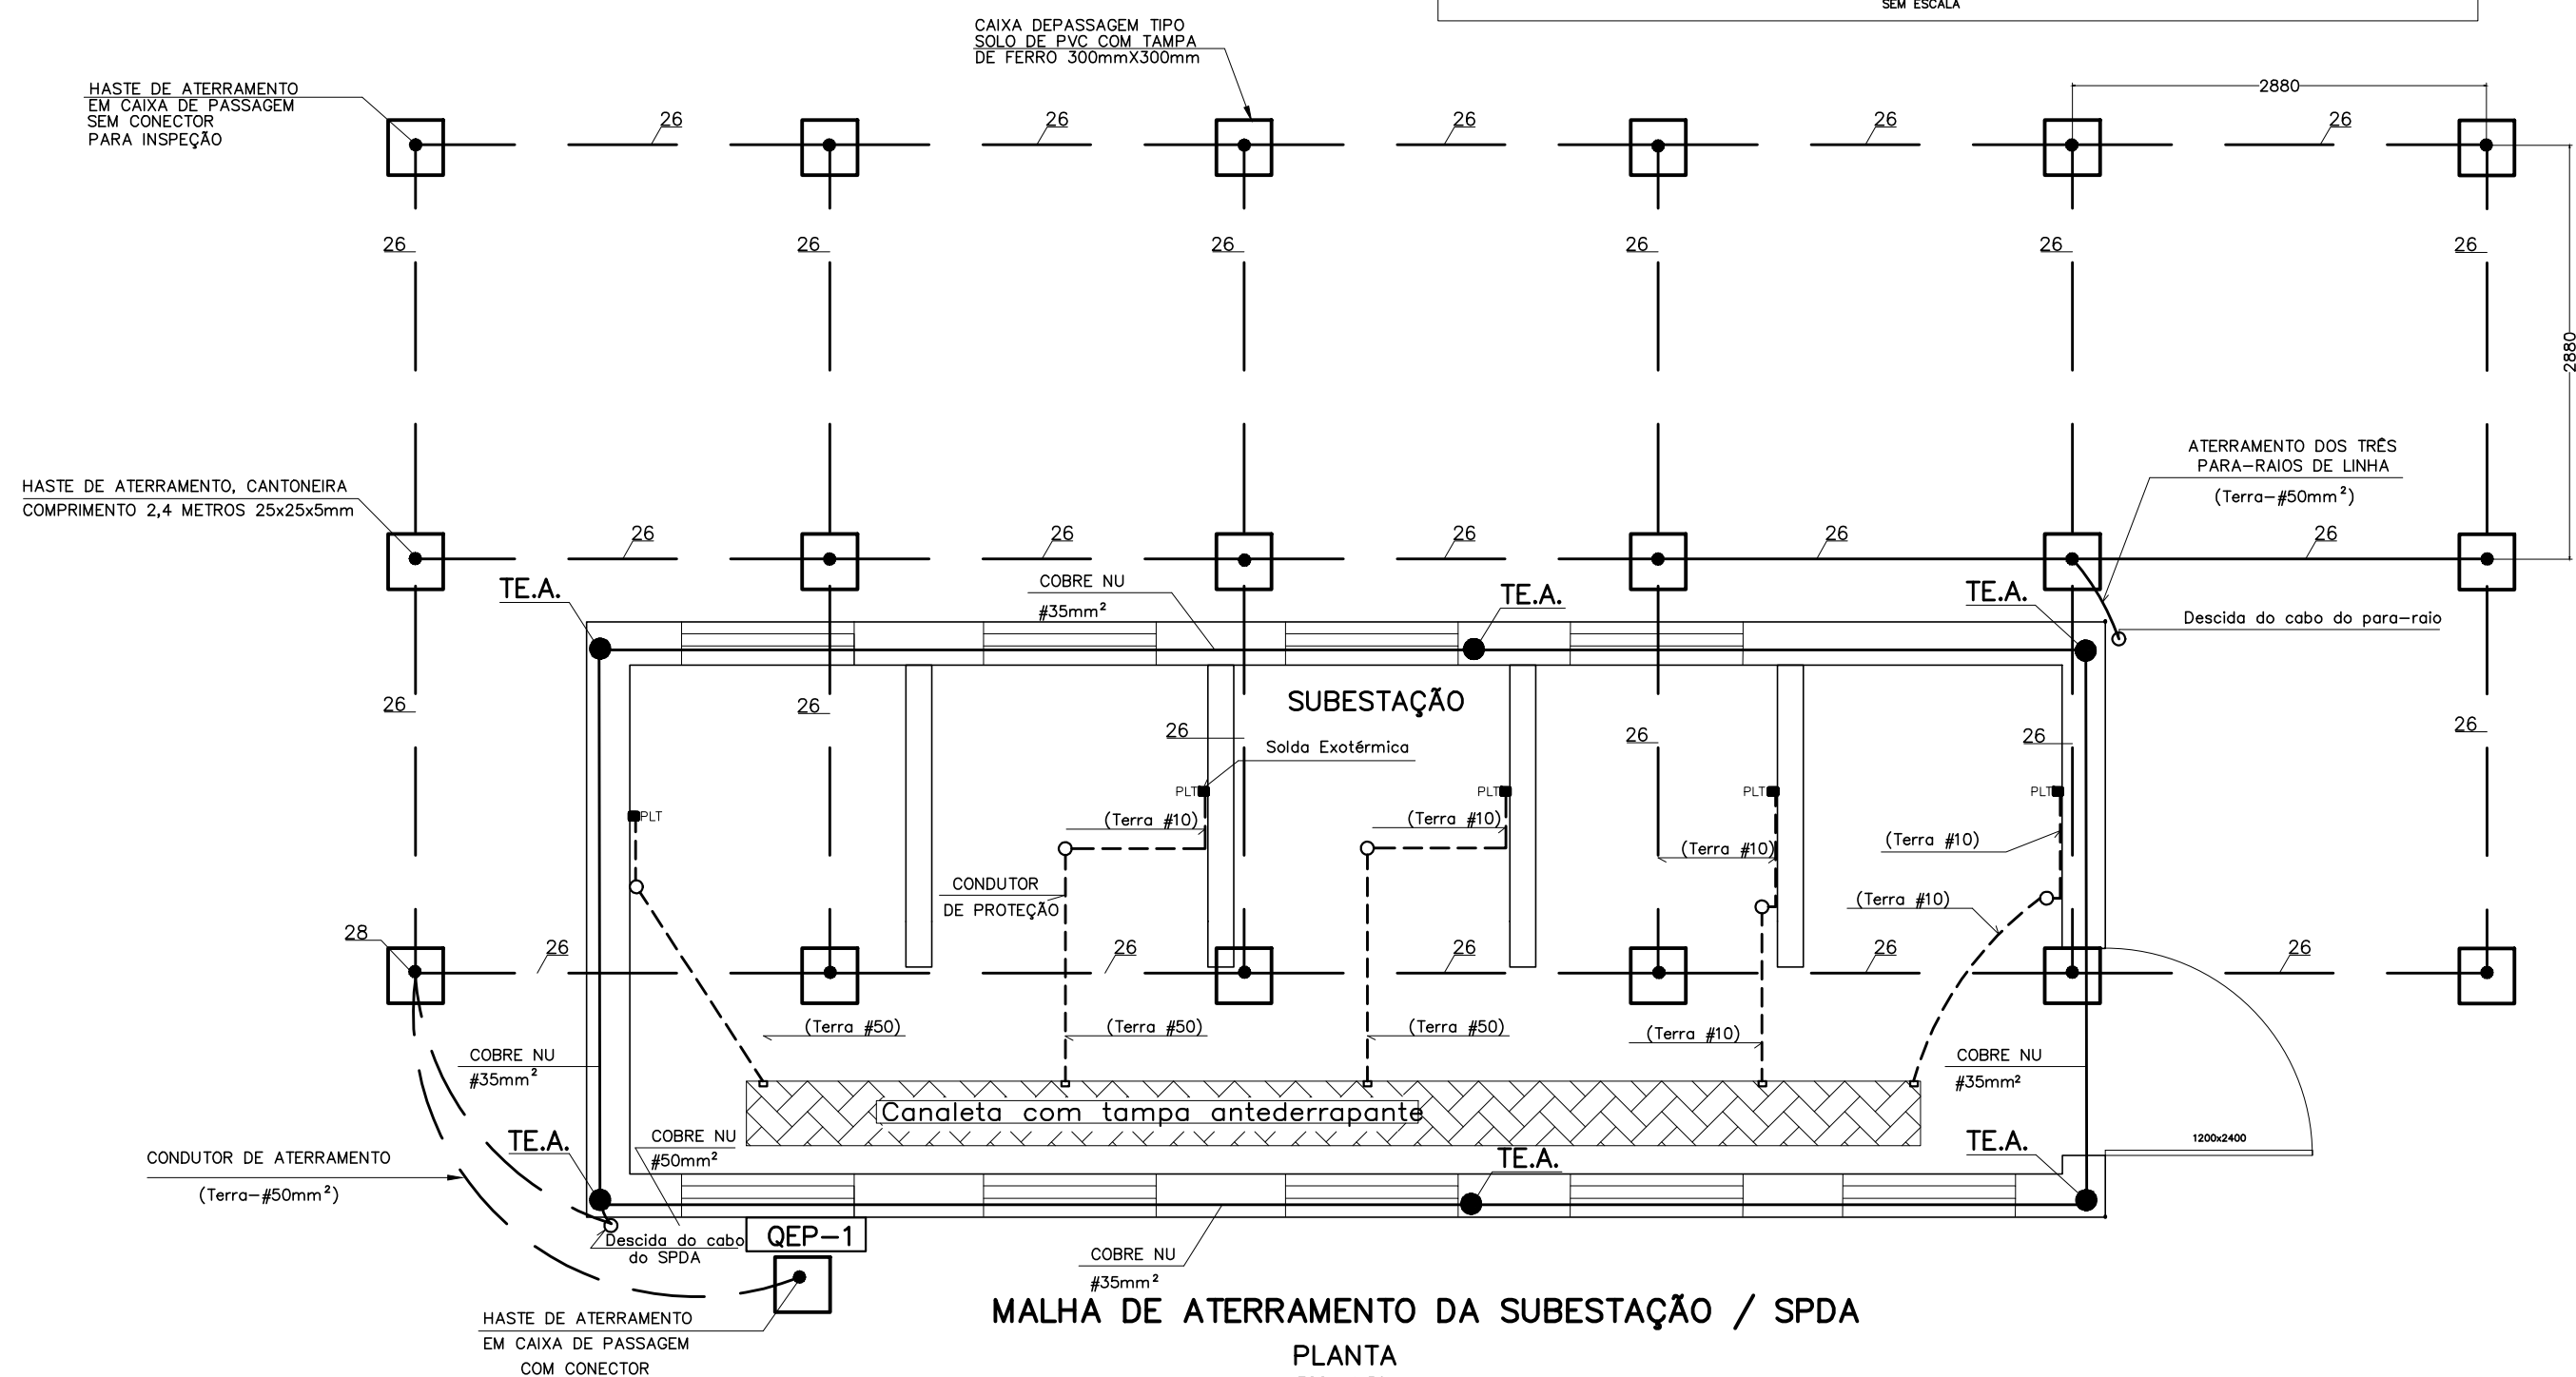 SEM ESCALA
CAIXA DEPASSAGEM TIPO
SOLO DE PVC COM TAMPA
DE FERRO 300mmX300mm
HASTE DE ATERRAMENTO
EM CAIXA DE PASSAGEM
SEM CONECTOR
PARA INSPEÇÃO
2880
26
26
26
26
26
26
26
26
26
26
26
2880
ATERRAMENTO DOS TRÊS
PARA-RAIOS DE LINHA
(Terra-#50mm²)
HASTE DE ATERRAMENTO, CANTONEIRA
COMPRIMENTO 2,4 METROS 25x25x5mm
26
26
26
26
26
TE.A.
COBRE NU
#35mm²
TE.A.
TE.A.
Descida do cabo do para-raio
SUBESTAÇÃO
26
26
26
26
26
26
Solda Exotérmica
PLT
PLT
PLT
PLT
PLT
(Terra #10)
(Terra #10)
(Terra #10)
(Terra #10)
CONDUTOR
DE PROTEÇÃO
(Terra #10)
28
26
26
26
26
26
(Terra #50)
(Terra #50)
(Terra #50)
(Terra #10)
COBRE NU
#35mm²
COBRE NU
#35mm²
Canaleta com tampa antederrapante
TE.A.
COBRE NU
#50mm²
TE.A.
TE.A.
1200x2400
CONDUTOR DE ATERRAMENTO
(Terra-#50mm²)
Descida do cabo
do SPDA
QEP-1
COBRE NU
#35mm²
HASTE DE ATERRAMENTO
EM CAIXA DE PASSAGEM
COM CONECTOR
MALHA DE ATERRAMENTO DA SUBESTAÇÃO / SPDA
PLANTA